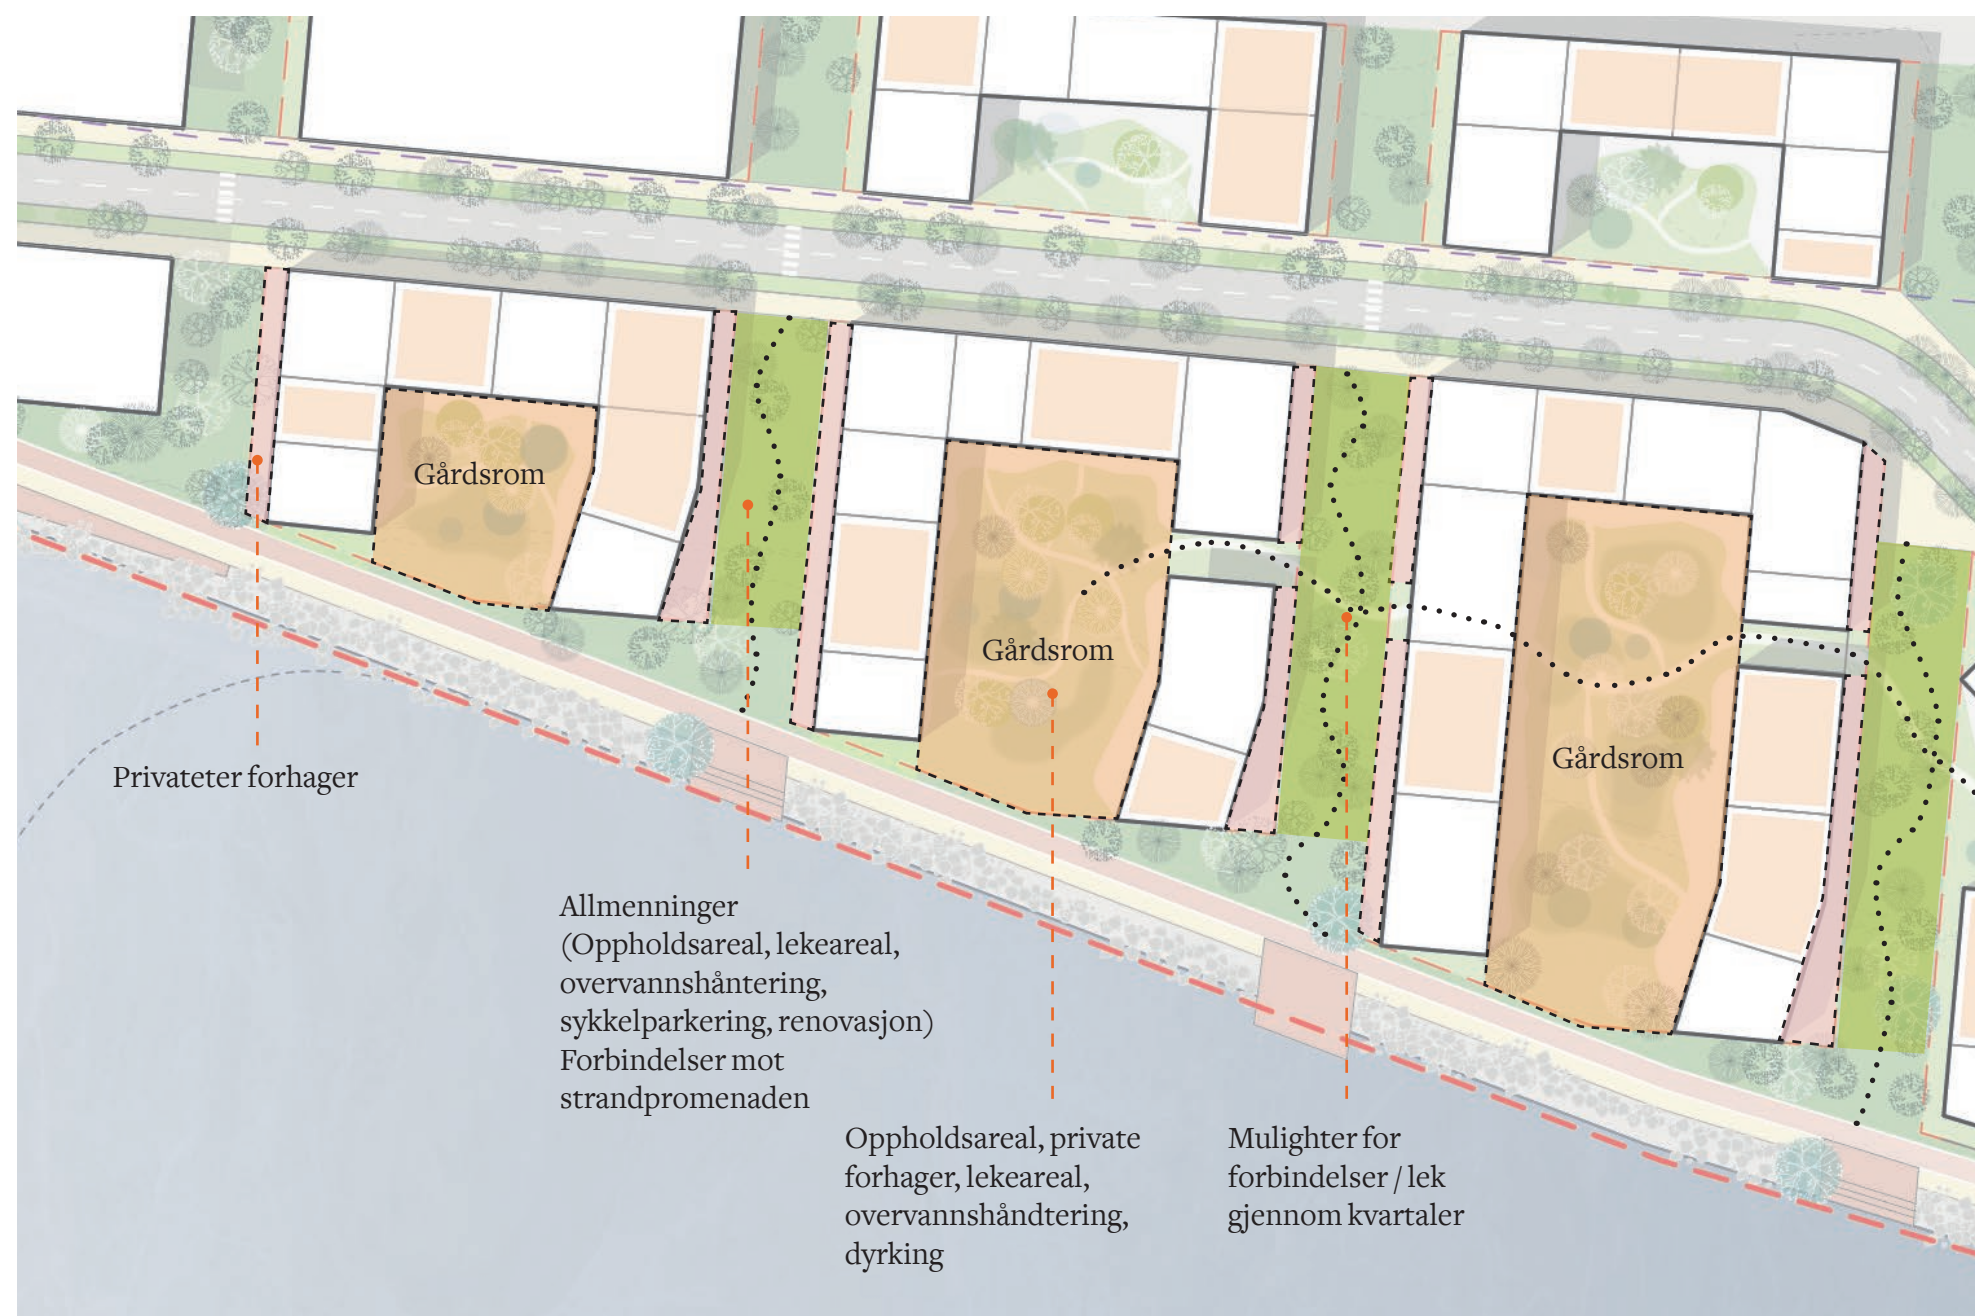 Gårdsrom
Gårdsrom
Gårdsrom
Privateter forhager
Allmenninger
(Oppholdsareal, lekeareal,
overvannshåntering,
sykkelparkering, renovasjon)
Forbindelser mot
strandpromenaden
Oppholdsareal, private
forhager, lekeareal,
overvannshåndtering,
dyrking
Mulighter for
forbindelser / lek
gjennom kvartaler